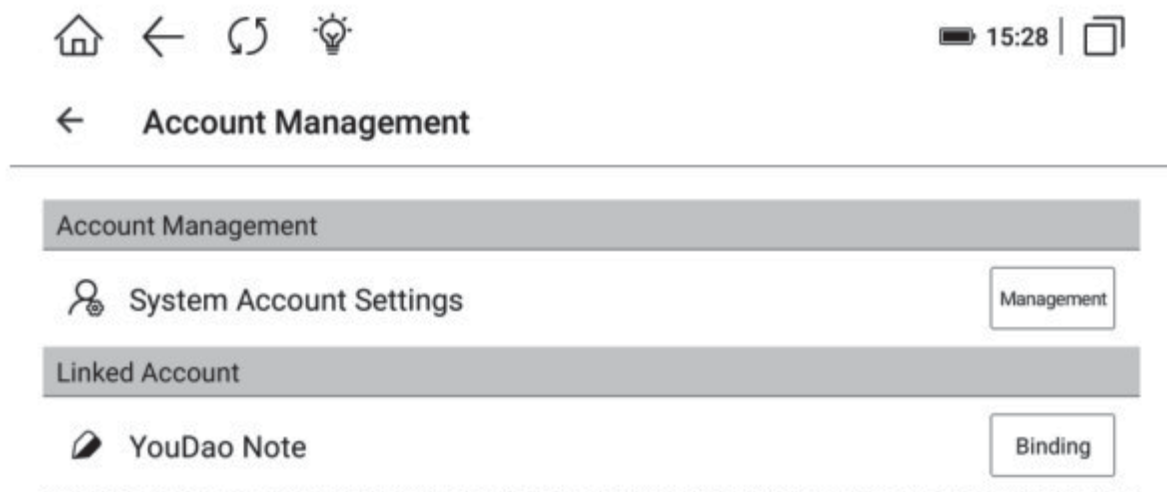 15:28
Account Management
Account Management
System Account Settings
Management
Linked Account
YouDao Note
Binding